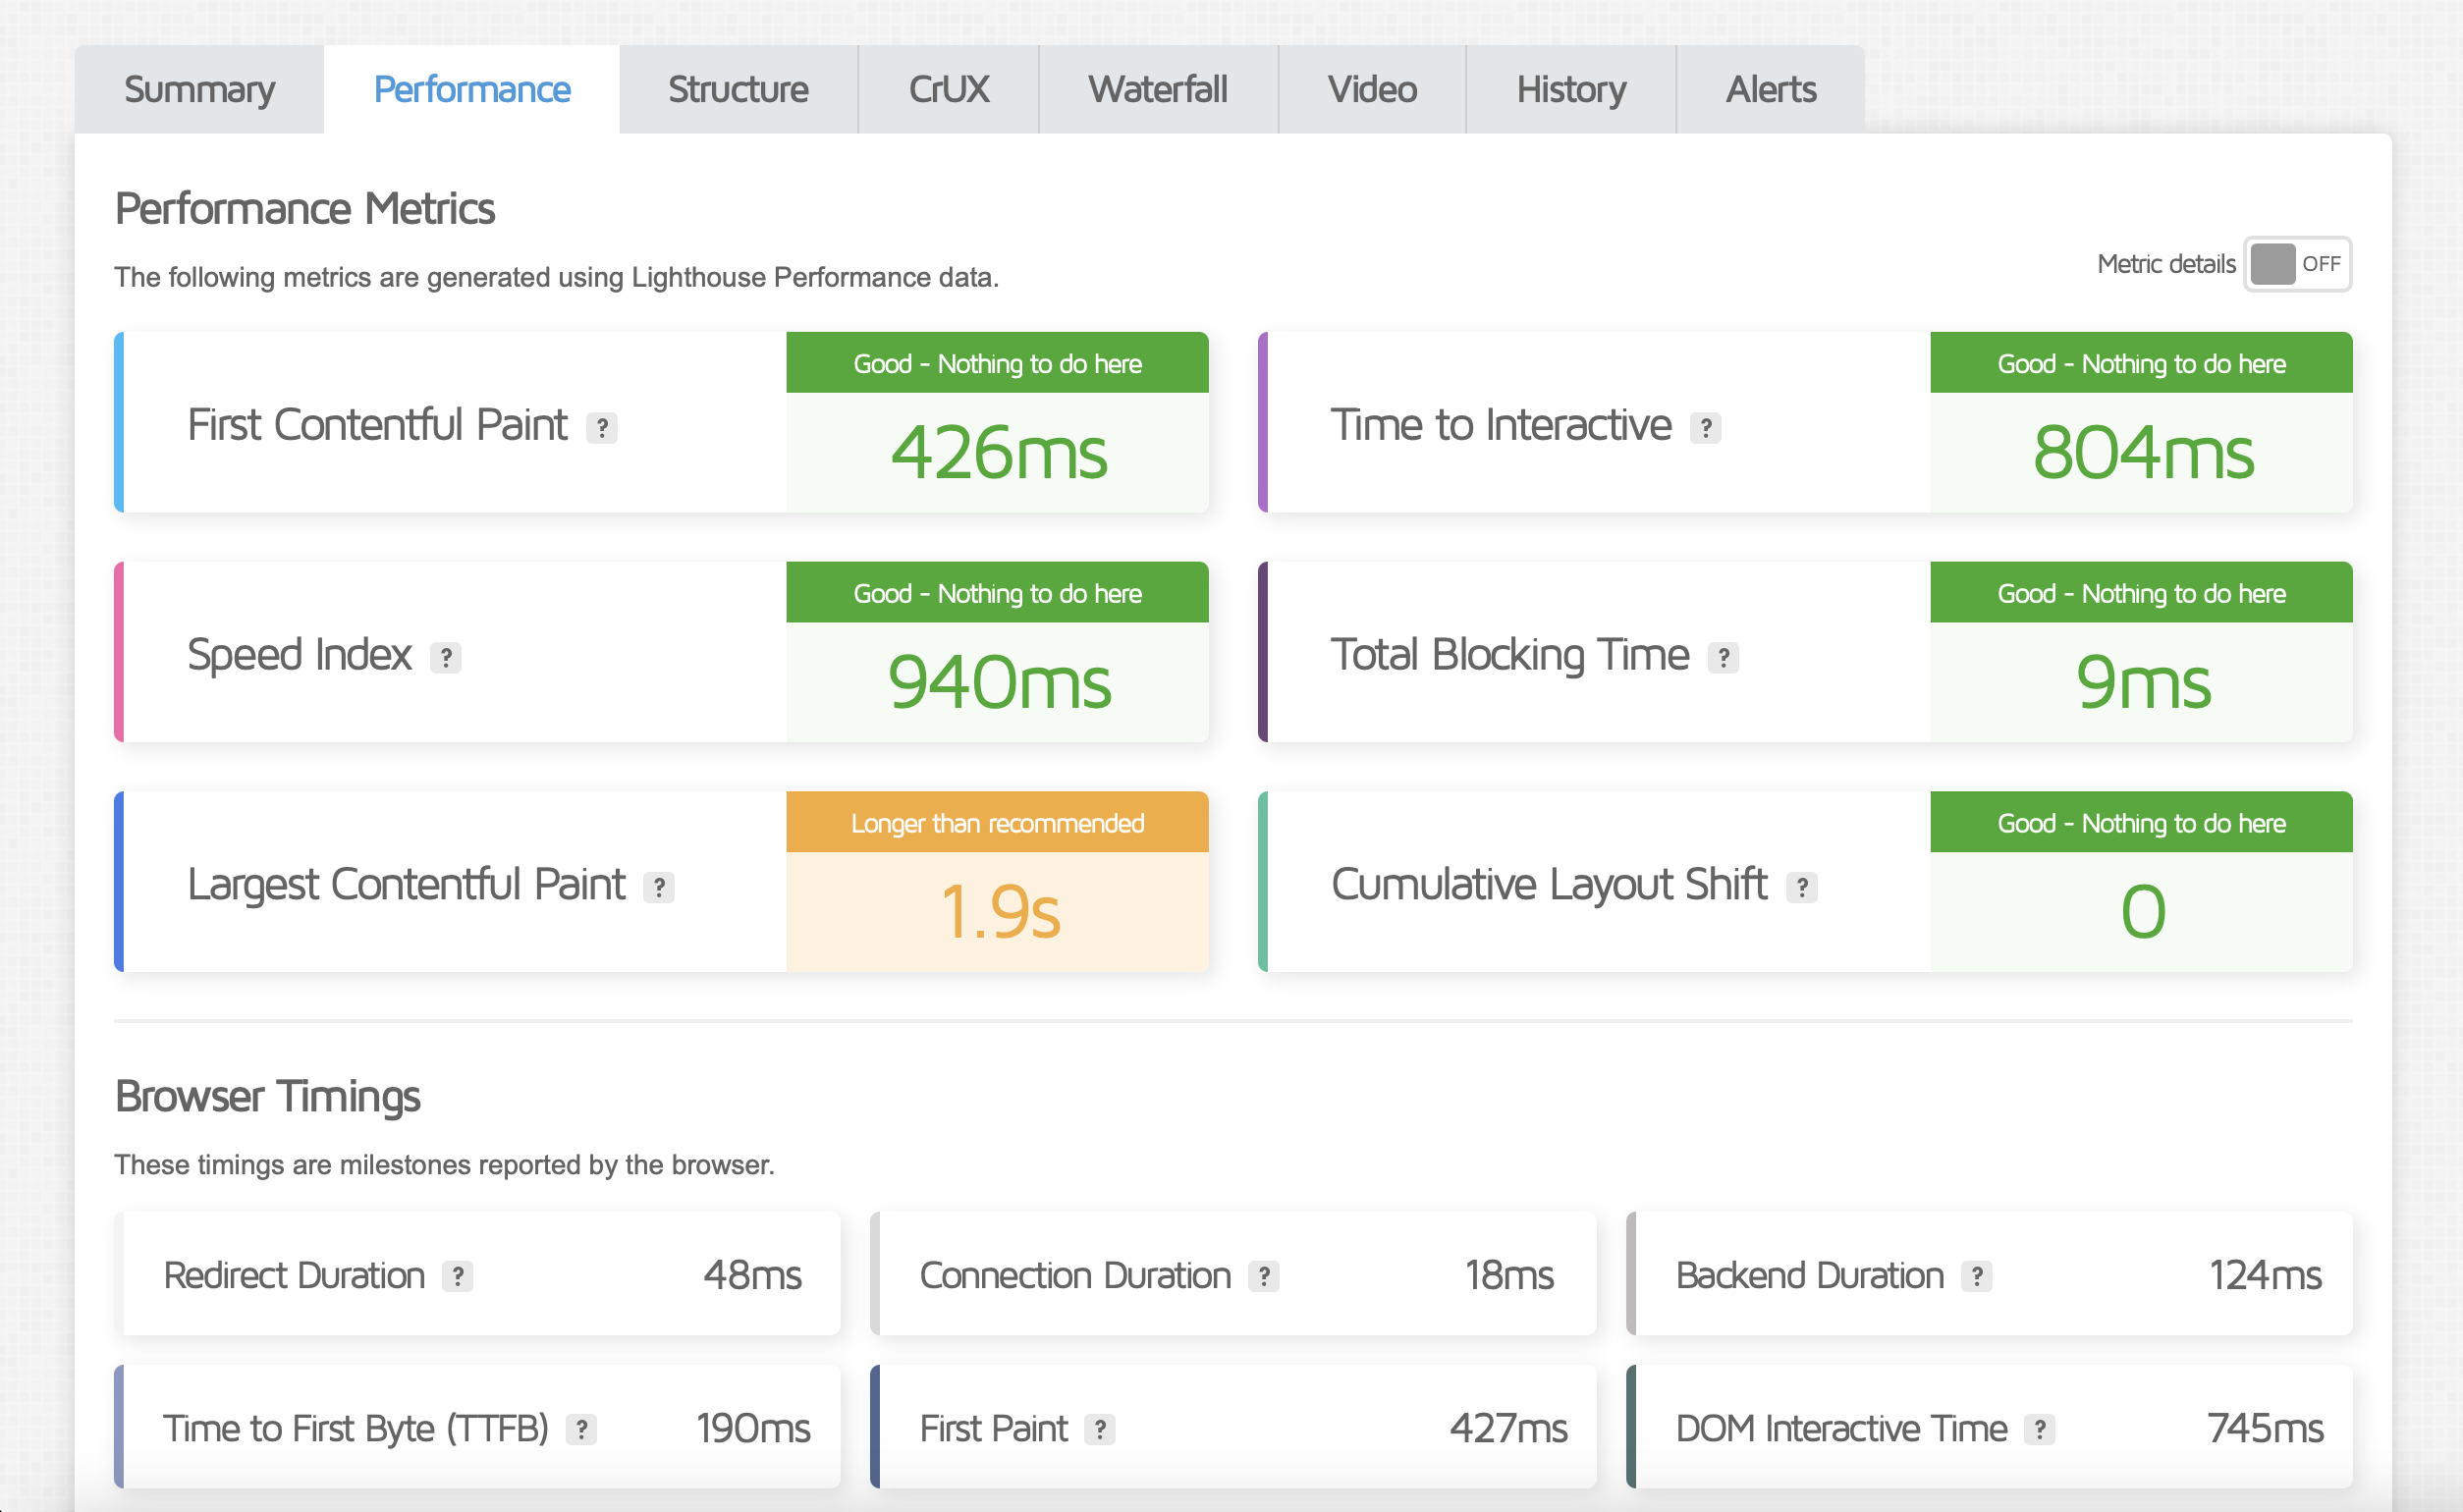 Summary Performance Structure CrUX Waterfall Video History Alerts
Performance Metrics
The following metrics are generated using Lighthouse Performance data.
Metric details OFF
Good - Nothing to do here
First Contentful Paint ?
426ms
Good - Nothing to do here
Time to Interactive ?
804ms
Good - Nothing to do here
Speed Index ?
940ms
Good - Nothing to do here
Total Blocking Time ?
9ms
Longer than recommended
Largest Contentful Paint ?
1.9s
Good - Nothing to do here
Cumulative Layout Shift ?
0
Browser Timings
These timings are milestones reported by the browser.
Redirect Duration ? 48ms
Connection Duration ? 18ms
Backend Duration ? 124ms
Time to First Byte (TTFB) ? 190ms
First Paint ? 427ms
DOM Interactive Time ? 745ms